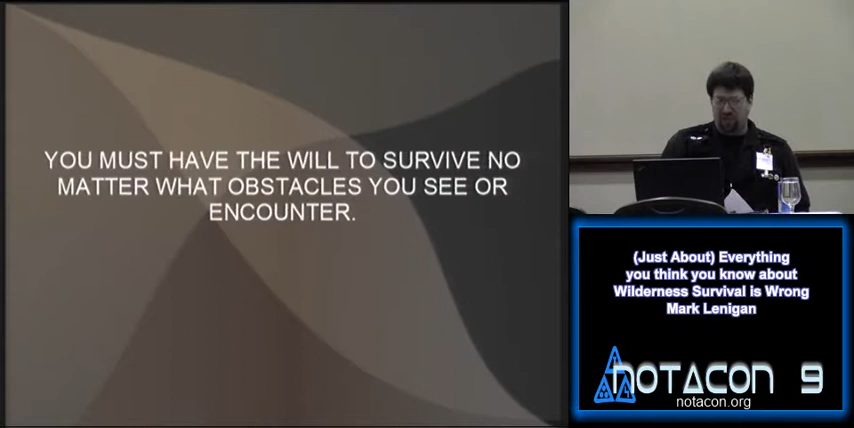 YOU MUST HAVE THE WILL TO SURVIVE NO
MATTER WHAT OBSTACLES YOU SEE OR
ENCOUNTER.
(Just About) Everything
you think you know about
Wilderness Survival is Wrong
Mark Lenigan
NOTACON 9
notacon.org